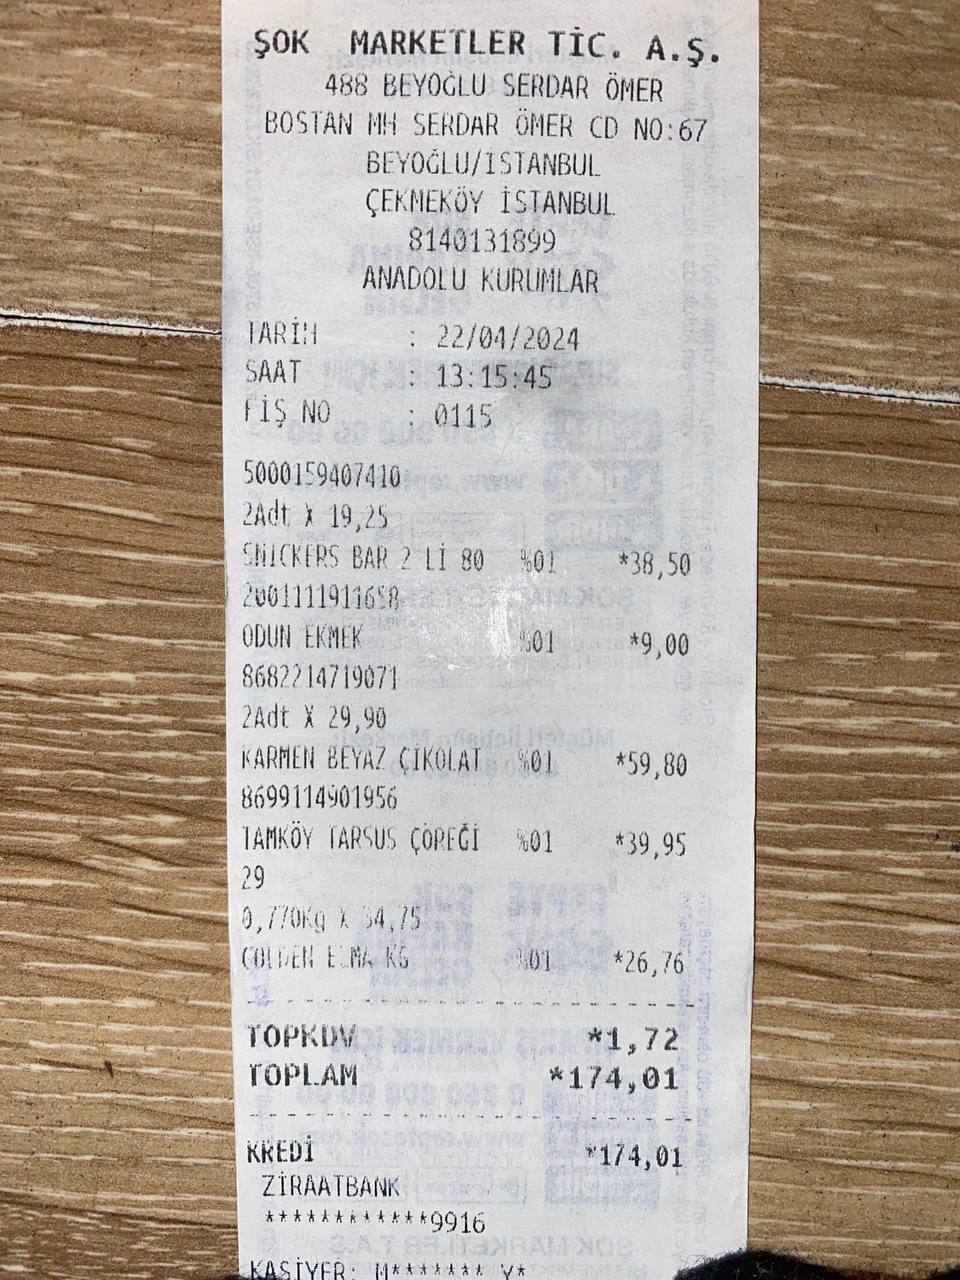 ŞOK MARKETLER TİC. A.Ş.
488 BEYOĞLU SERDAR ÖMER
BOSTAN MH SERDAR ÖMER CD NO:67
BEYOĞLU/İSTANBUL
ÇEKMEKÖY İSTANBUL
8140131899
ANADOLU KURUMLAR
TARİH : 22/04/2024
SAAT : 13:15:45
FİŞ NO : 0115
5000159407410
2Adt X 19,25
SNICKERS BAR 2 Lİ 80 %01 *38,50
2001111911658
ODUN EKMEK %01 *9,00
8682214719071
2Adt X 29,90
KARMEN BEYAZ ÇİKOLAT %01 *59,80
8699114901956
TAMKÖY TARSUS ÇÖREĞİ %01 *39,95
29
0,770Kg X 34,75
GOLDEN ELMA KG %01 *26,76
TOPKDV *1,72
TOPLAM *174,01
KREDİ *174,01
ZİRAATBANK
************9916
KASİYER: M******* Y*